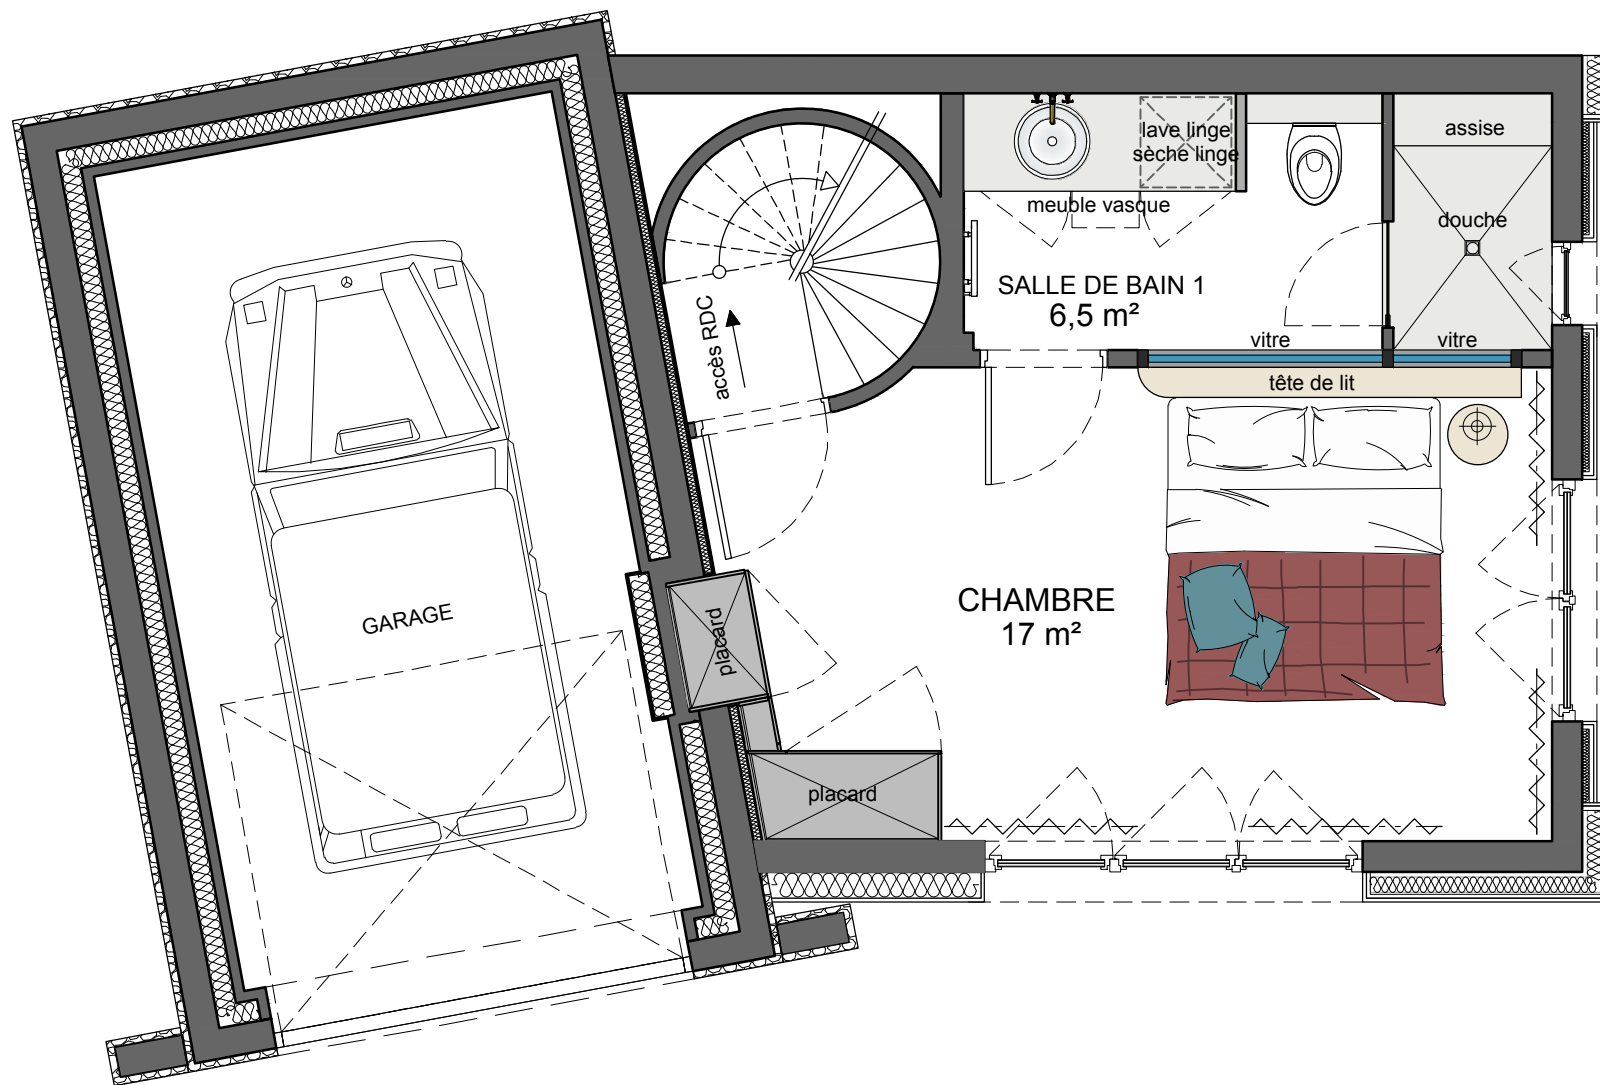 lave linge
sèche linge
assise
meuble vasque
douche
SALLE DE BAIN 1
6,5 m²
accès RDC
vitre
vitre
tête de lit
CHAMBRE
17 m²
GARAGE
placard
placard